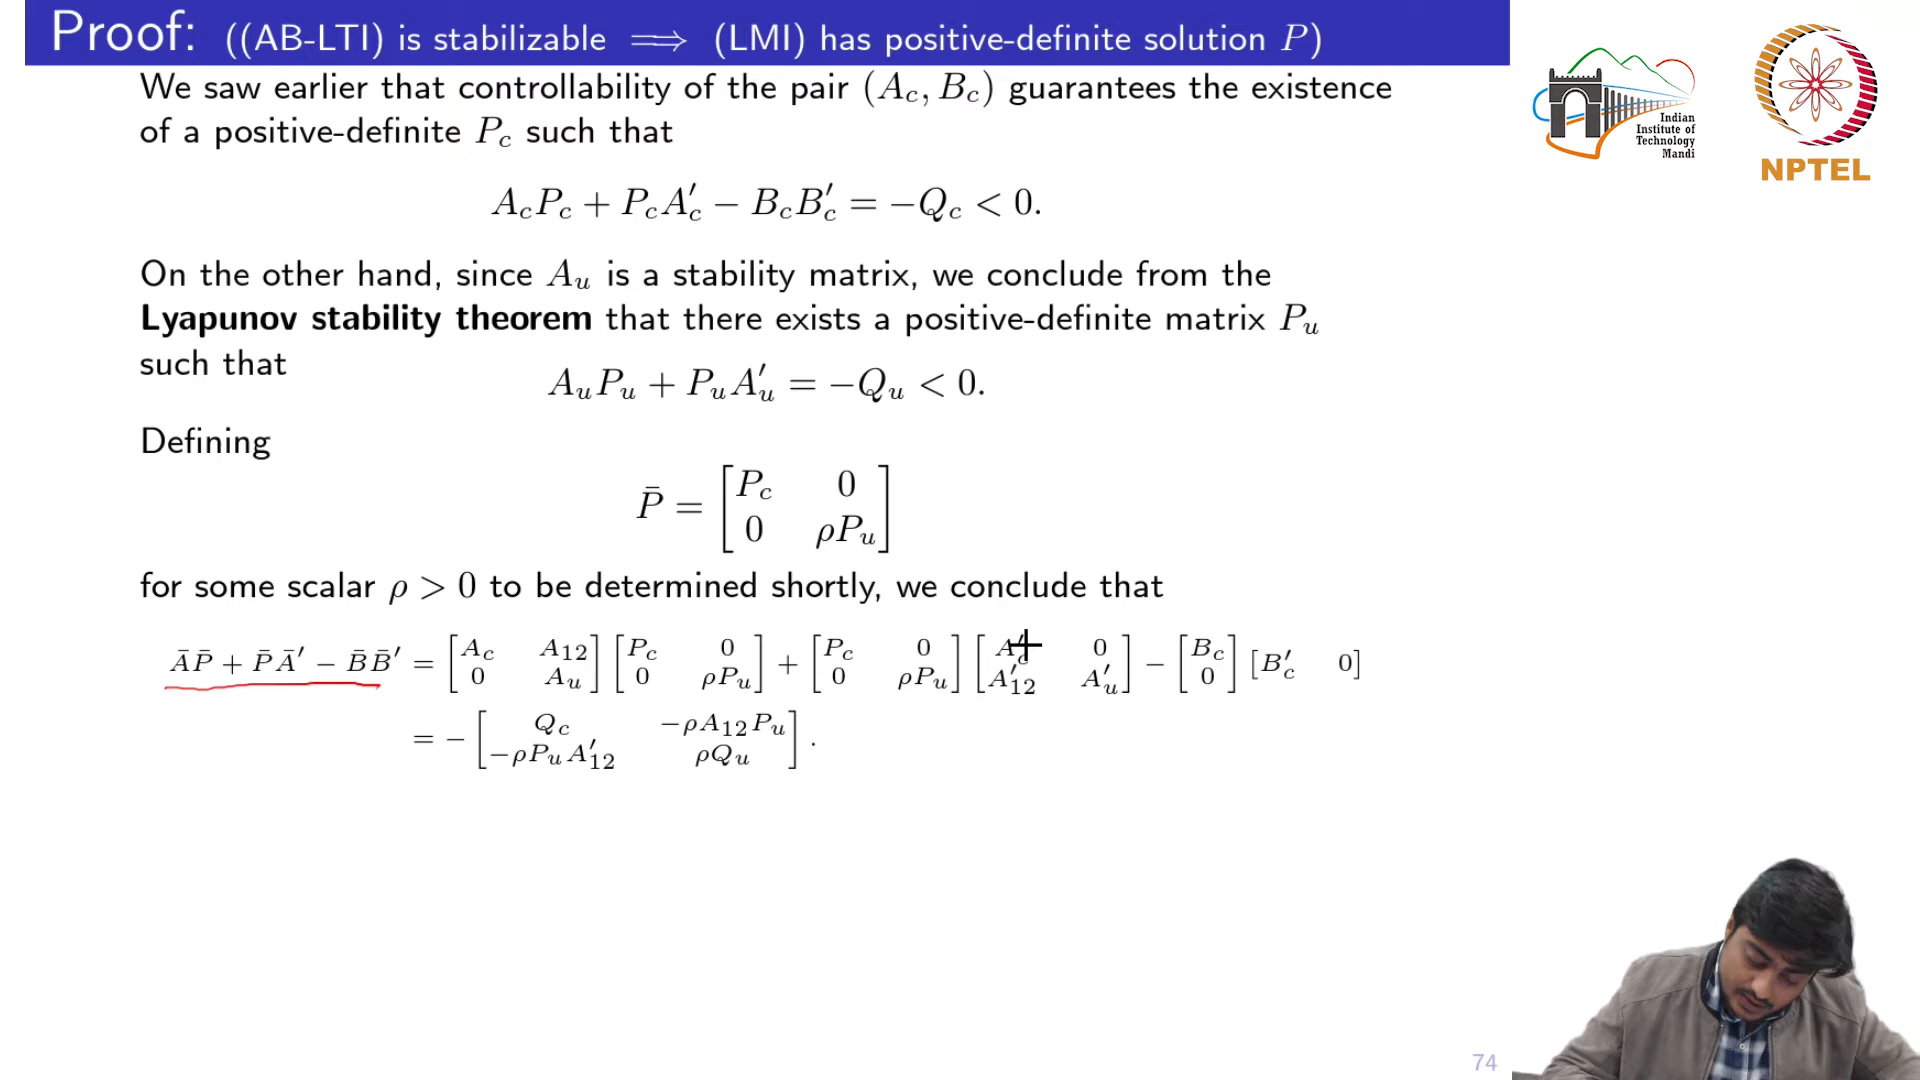 Proof: ((AB-LTI) is stabilizable ⟹ (LMI) has positive-definite solution P)
We saw earlier that controllability of the pair (A_c, B_c) guarantees the existence
of a positive-definite P_c such that
A_cP_c + P_cA′_c − B_cB′_c = −Q_c < 0.
On the other hand, since A_u is a stability matrix, we conclude from the
Lyapunov stability theorem that there exists a positive-definite matrix P_u
such that
A_uP_u + P_uA′_u = −Q_u < 0.
Defining
P̄ = [P_c 0; 0 ρP_u]
for some scalar ρ > 0 to be determined shortly, we conclude that
ĀP̄ + P̄Ā′ − B̄B̄′ = [A_c A_12; 0 A_u] [P_c 0; 0 ρP_u] + [P_c 0; 0 ρP_u] [A′_c 0; A′_12 A′_u] − [B_c; 0] [B′_c 0]
= − [Q_c −ρA_12P_u; −ρP_uA′_12 ρQ_u].
Indian
Institute of
Technology
Mandi
NPTEL
74